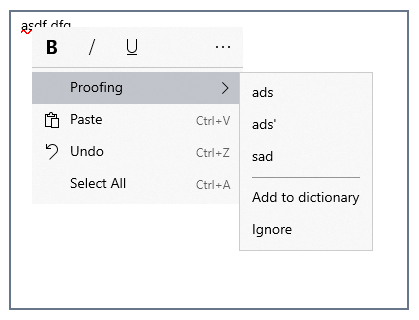 asdf dfg
B / U ...
Proofing
ads
Paste Ctrl+V
ads'
Undo Ctrl+Z
sad
Select All Ctrl+A
Add to dictionary
Ignore